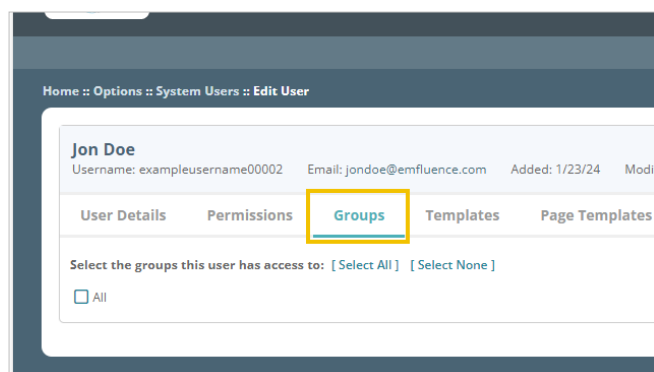 Home :: Options :: System Users :: Edit User
Jon Doe
Username: exampleusername00002 Email: jondoe@emfluence.com Added: 1/23/24
User Details Permissions Groups Templates Page Templates
Select the groups this user has access to: [ Select All ] [ Select None ]
All